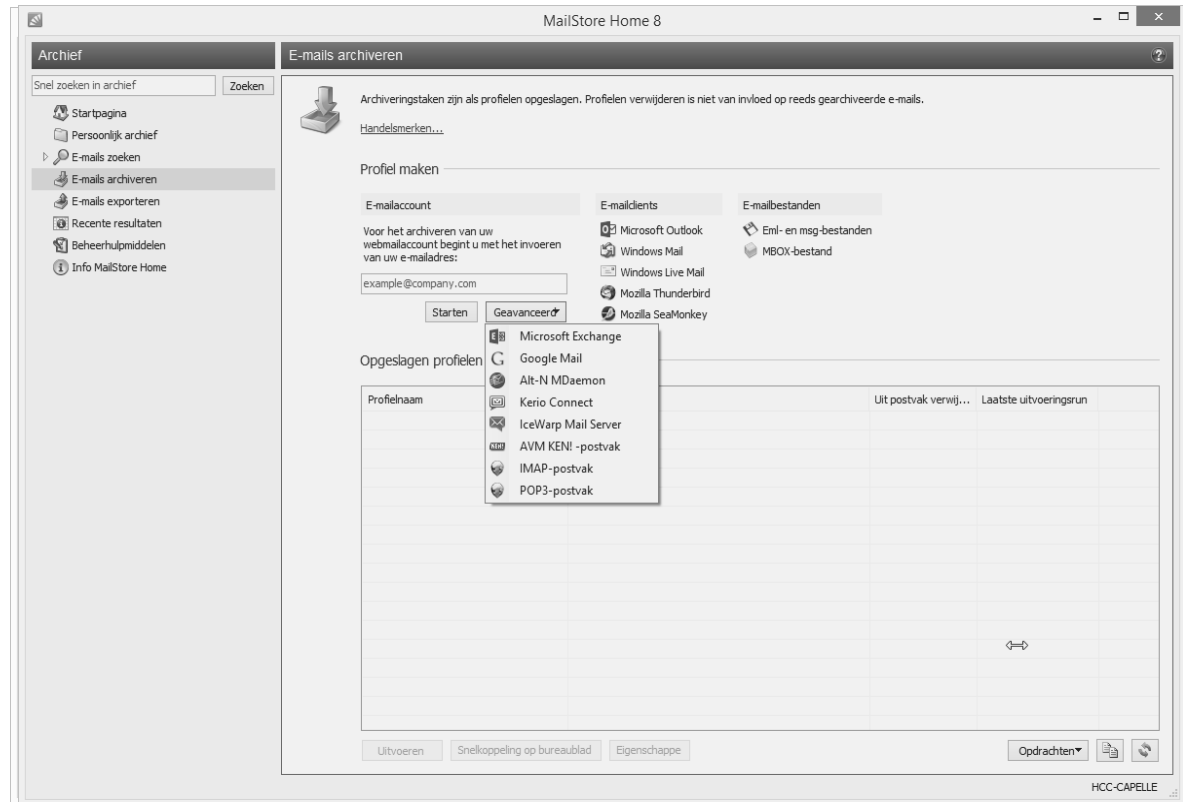 MailStore Home 8
Archief
E-mails archiveren
Snel zoeken in archief
Zoeken
Startpagina
Persoonlijk archief
E-mails zoeken
E-mails archiveren
E-mails exporteren
Recente resultaten
Beheerhulpmiddelen
Info MailStore Home
Archiveringstaken zijn als profielen opgeslagen. Profielen verwijderen is niet van invloed op reeds gearchiveerde e-mails.
Handelsmerken...
Profiel maken
E-mailaccount
Voor het archiveren van uw
webmailaccount begint u met het invoeren
van uw e-mailadres:
example@company.com
Starten
Geavanceerd
E-mailclients
Microsoft Outlook
Windows Mail
Windows Live Mail
Mozilla Thunderbird
Mozilla SeaMonkey
E-mailbestanden
Eml- en msg-bestanden
MBOX-bestand
Microsoft Exchange
Google Mail
Alt-N MDaemon
Kerio Connect
IceWarp Mail Server
AVM KEN! -postvak
IMAP-postvak
POP3-postvak
Opgeslagen profielen
Profielnaam
Uit postvak verwij...
Laatste uitvoeringsrun
Uitvoeren
Snelkoppeling op bureaublad
Eigenschappe
Opdrachten
HCC-CAPELLE